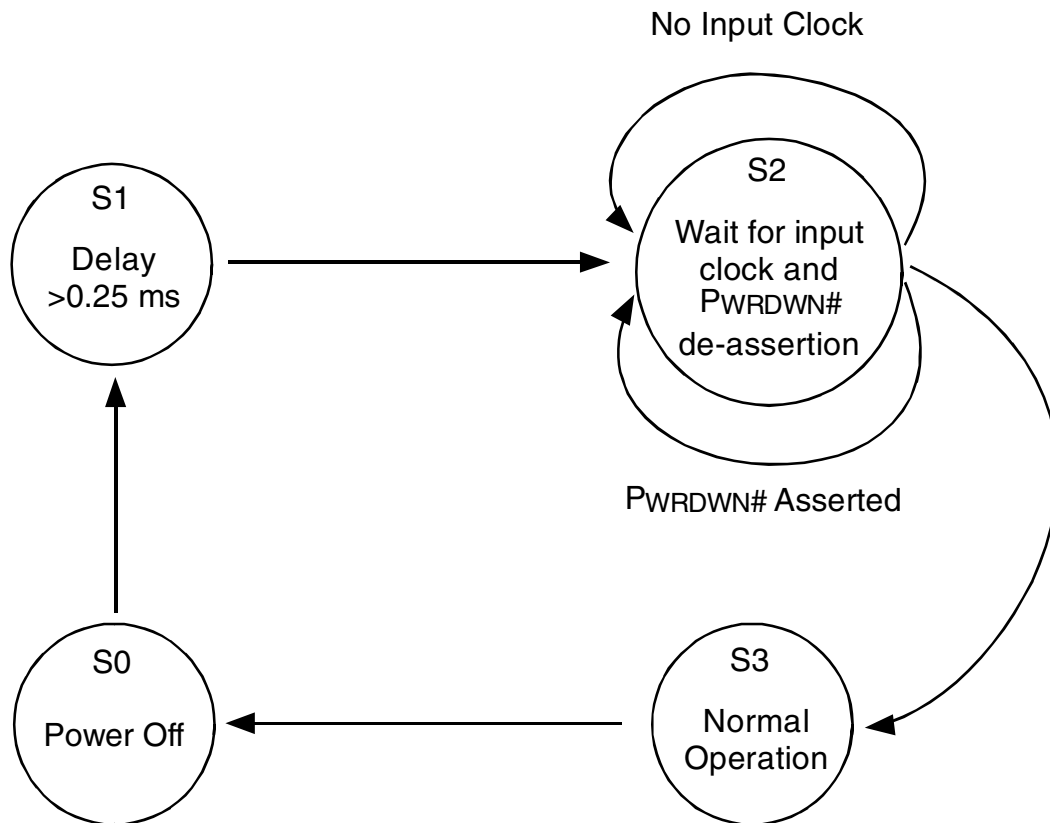 No Input Clock
S1
Delay
>0.25 ms
S2
Wait for input
clock and
PWRDWN#
de-assertion
PWRDWN# Asserted
S0
Power Off
S3
Normal
Operation